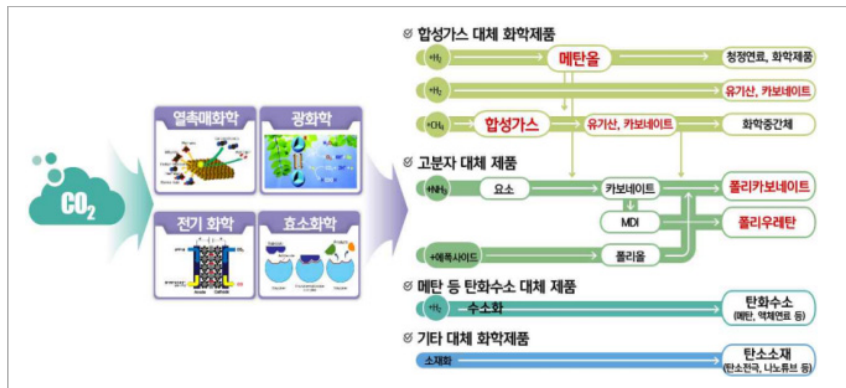 합성가스 대체 화학제품
+H₂
메탄올
청정연료, 화학제품
+H₂
유기산, 카보네이트
+CH₄
합성가스
유기산, 카보네이트
화학중간체
CO₂
열촉매화학
광화학
전기 화학
효소화학
고분자 대체 제품
+NH₃
요소
카보네이트
폴리카보네이트
MDI
폴리우레탄
+에폭사이드
폴리올
메탄 등 탄화수소 대체 제품
+H₂
수소화
탄화수소
(메탄, 액체연료 등)
기타 대체 화학제품
소재화
탄소소재
(탄소전극, 나노튜브 등)